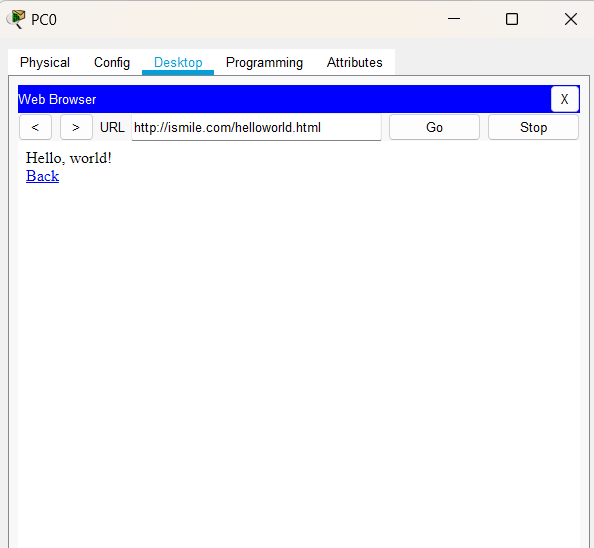 PC0
Physical Config Desktop Programming Attributes
Web Browser X
< > URL http://ismile.com/helloworld.html Go Stop
Hello, world!
Back